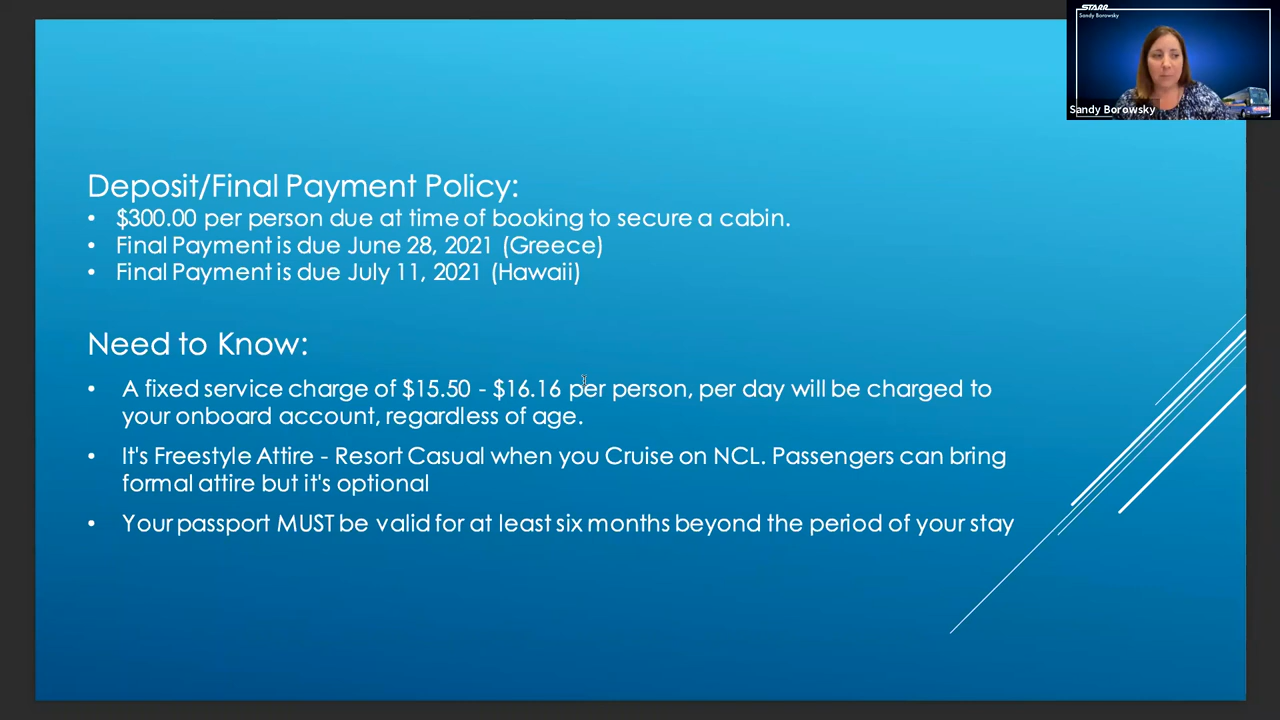 STARR
Sandy Borowsky
Sandy Borowsky
Deposit/Final Payment Policy:
• $300.00 per person due at time of booking to secure a cabin.
• Final Payment is due June 28, 2021 (Greece)
• Final Payment is due July 11, 2021 (Hawaii)
Need to Know:
• A fixed service charge of $15.50 - $16.16 per person, per day will be charged to
your onboard account, regardless of age.
• It's Freestyle Attire - Resort Casual when you Cruise on NCL. Passengers can bring
formal attire but it's optional
• Your passport MUST be valid for at least six months beyond the period of your stay